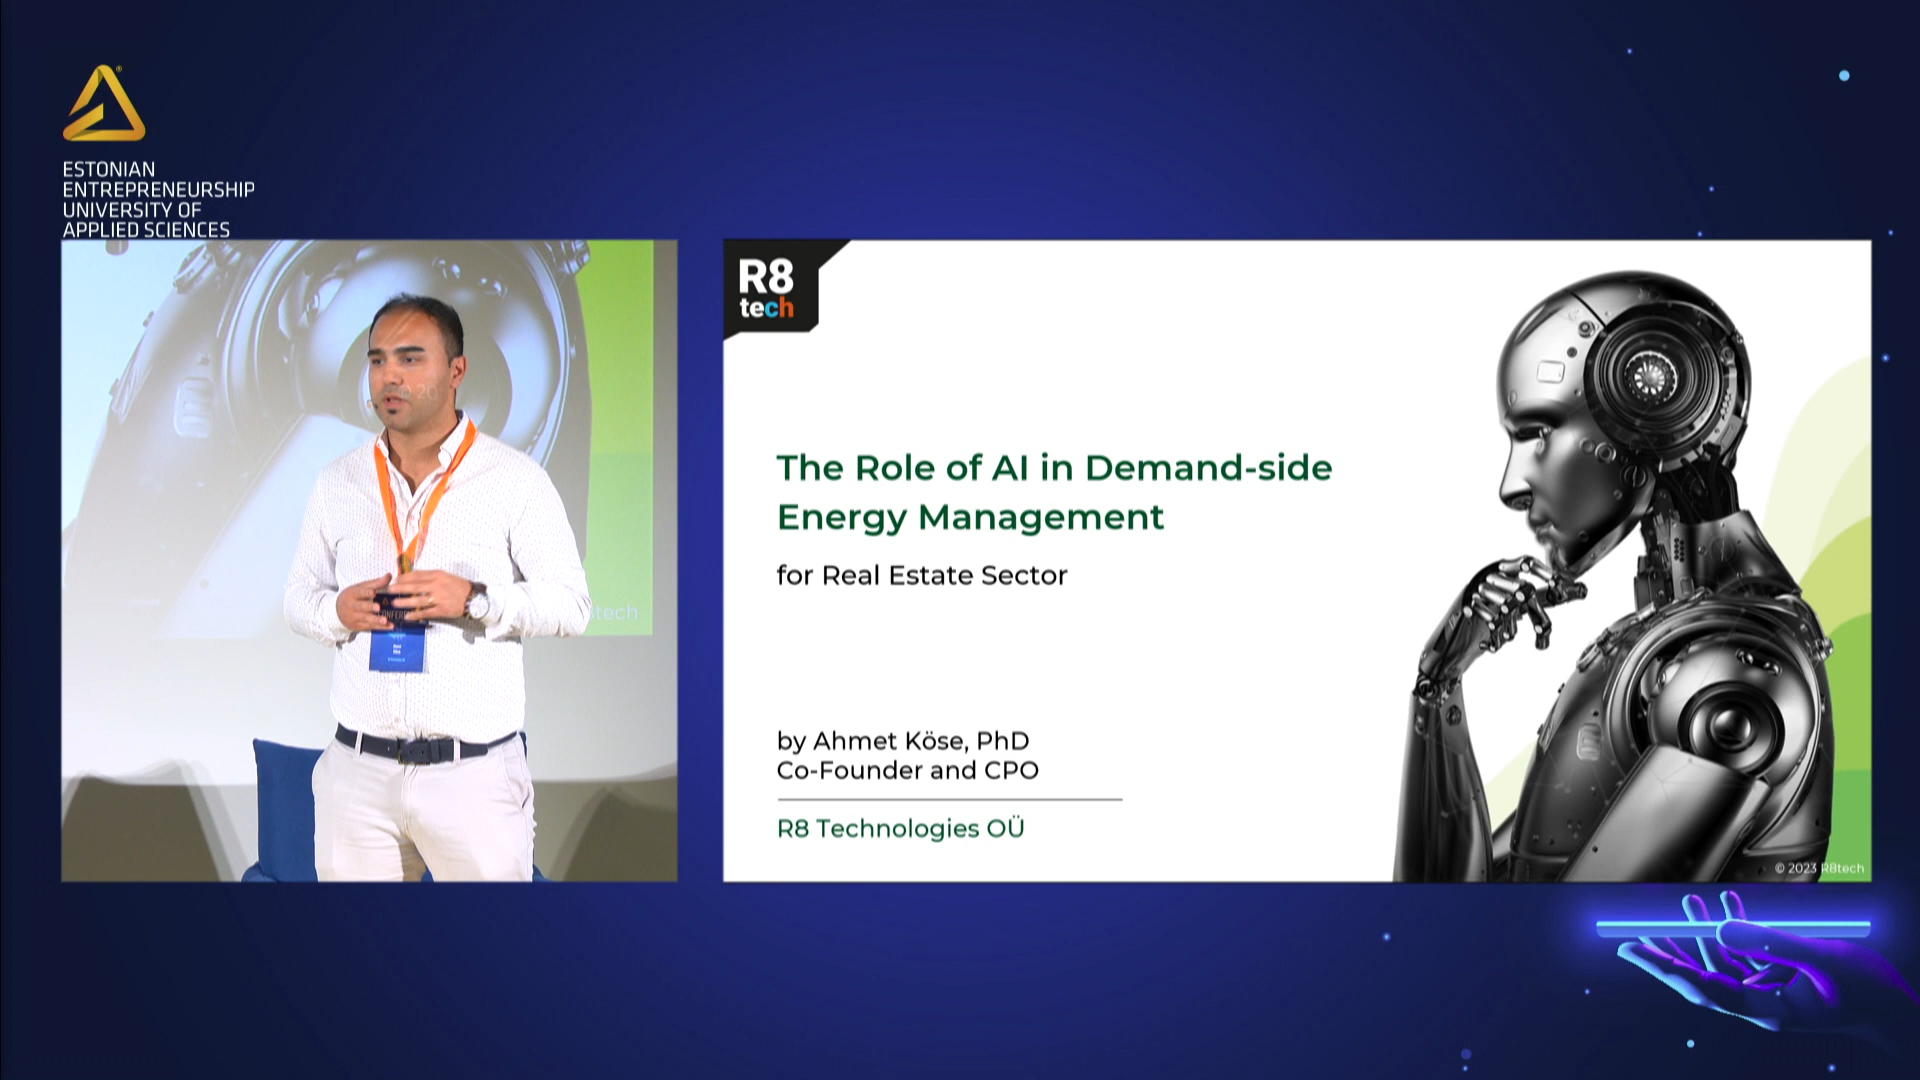 ESTONIAN
ENTREPRENEURSHIP
UNIVERSITY OF
APPLIED SCIENCES
R8
tech
The Role of AI in Demand-side
Energy Management
for Real Estate Sector
by Ahmet Köse, PhD
Co-Founder and CPO
R8 Technologies OÜ
© 2023 R8tech